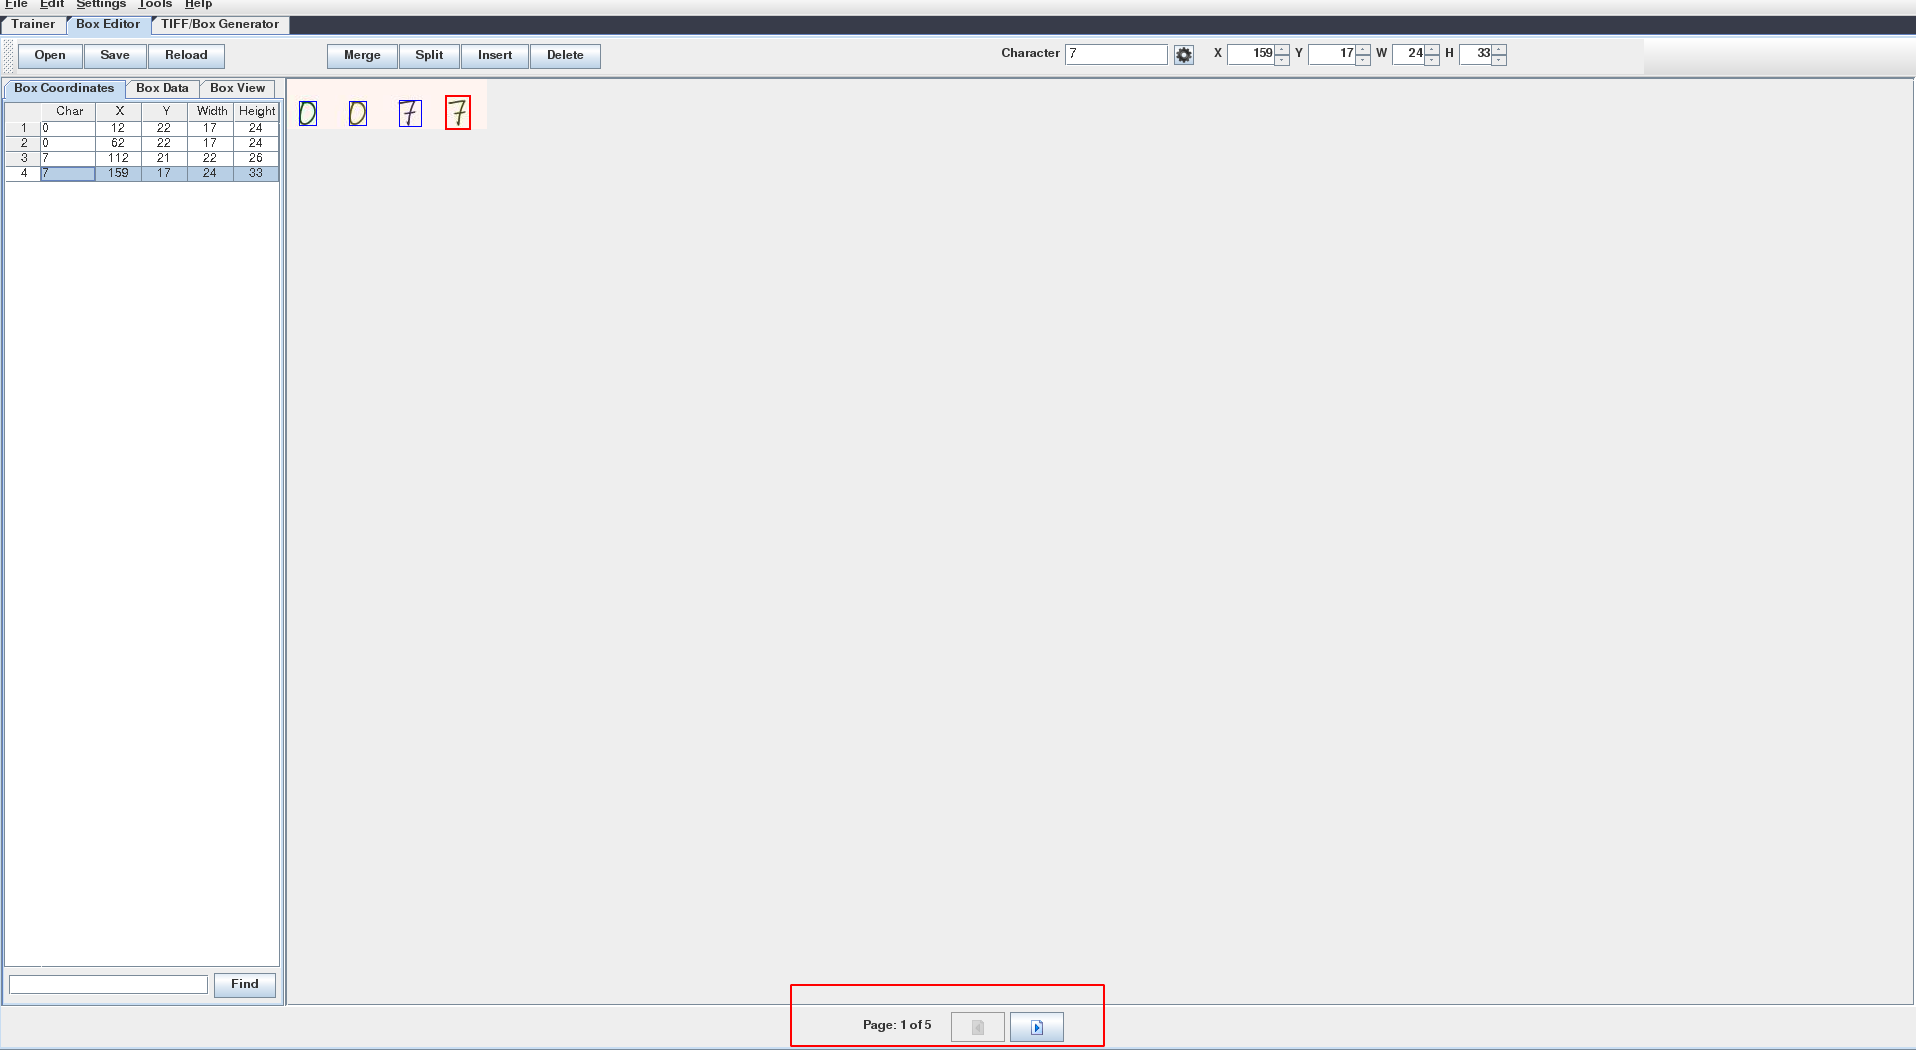 File Edit Settings Tools Help
Trainer Box Editor TIFF/Box Generator
Open Save Reload Merge Split Insert Delete Character 7 X 159 Y 17 W 24 H 33
Box Coordinates Box Data Box View
Char X Y Width Height
1 0 12 22 17 24
2 0 62 22 17 24
3 7 112 21 22 26
4 7 159 17 24 33
0 0 7 7
Find
Page: 1 of 5